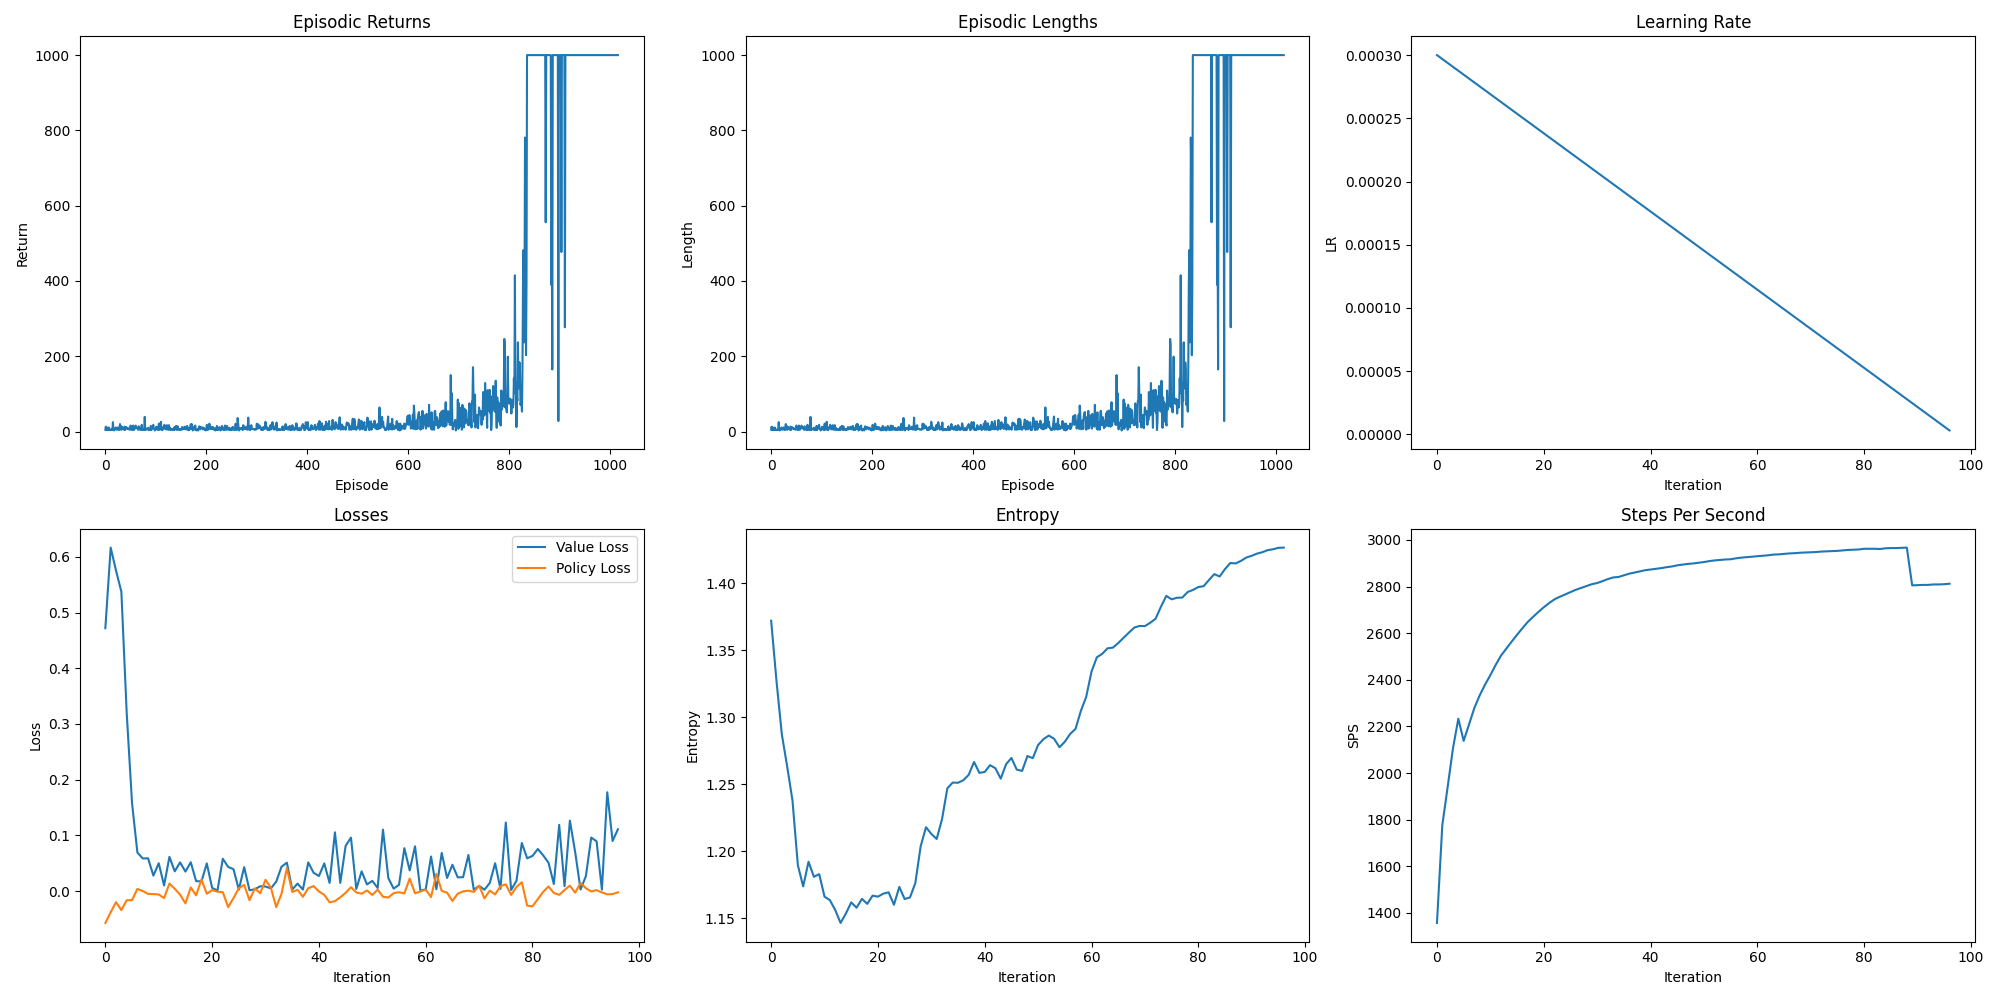 Episodic Returns
Return
1000
800
600
400
200
0
0 200 400 600 800 1000
Episode
Episodic Lengths
Length
1000
800
600
400
200
0
0 200 400 600 800 1000
Episode
Learning Rate
LR
0.00030
0.00025
0.00020
0.00015
0.00010
0.00005
0.00000
0 20 40 60 80 100
Iteration
Losses
Loss
0.6
0.5
0.4
0.3
0.2
0.1
0.0
Value Loss
Policy Loss
0 20 40 60 80 100
Iteration
Entropy
Entropy
1.40
1.35
1.30
1.25
1.20
1.15
0 20 40 60 80 100
Iteration
Steps Per Second
SPS
3000
2800
2600
2400
2200
2000
1800
1600
1400
0 20 40 60 80 100
Iteration